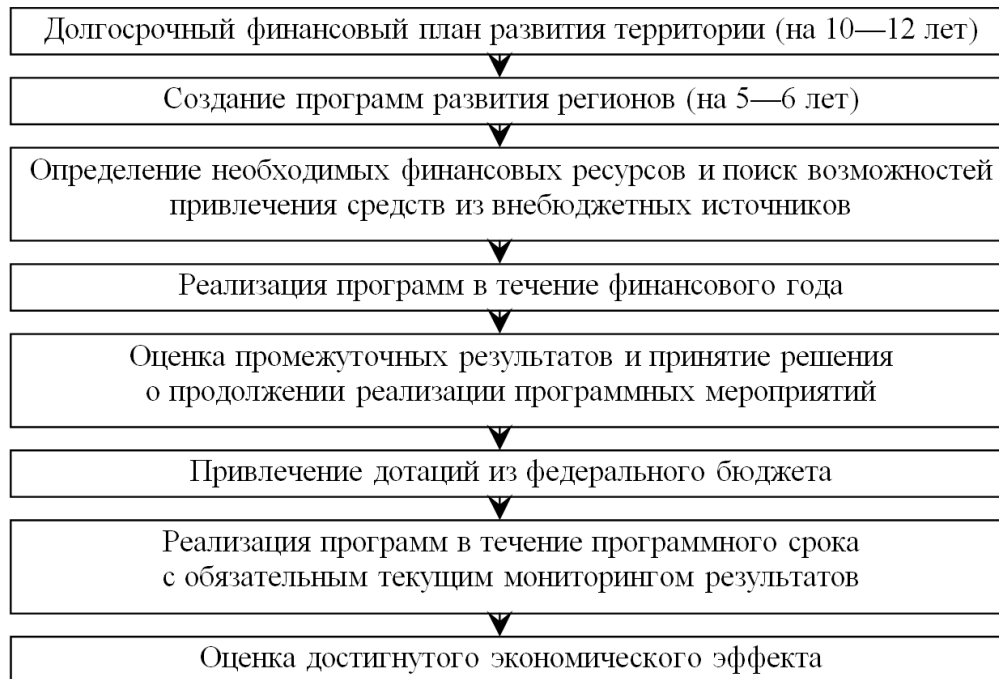 Долгосрочный финансовый план развития территории (на 10—12 лет)
Создание программ развития регионов (на 5—6 лет)
Определение необходимых финансовых ресурсов и поиск возможностей
привлечения средств из внебюджетных источников
Реализация программ в течение финансового года
Оценка промежуточных результатов и принятие решения
о продолжении реализации программных мероприятий
Привлечение дотаций из федерального бюджета
Реализация программ в течение программного срока
с обязательным текущим мониторингом результатов
Оценка достигнутого экономического эффекта